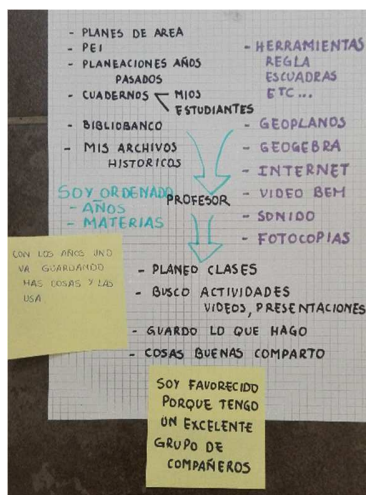 - PLANES DE AREA
- PEI
- PLANEACIONES AÑOS
PASADOS
- CUADERNOS
MIOS
ESTUDIANTES
- BIBLIOBANCO
- MIS ARCHIVOS
HISTORICOS
- HERRAMIENTAS
REGLA
ESCUADRAS
ETC...
- GEOPLANOS
- GEOGEBRA
- INTERNET
- VIDEO BEM
- SONIDO
- FOTOCOPIAS
SOY ORDENADO
- AÑOS
- MATERIAS
PROFESOR
CON LOS AÑOS UNO
VA GUARDANDO
MAS COSAS Y LAS
USA
- PLANEO CLASES
- BUSCO ACTIVIDADES
VIDEOS, PRESENTACIONES
- GUARDO LO QUE HAGO
- COSAS BUENAS COMPARTO
SOY FAVORECIDO
PORQUE TENGO
UN EXCELENTE
GRUPO DE
COMPAÑEROS